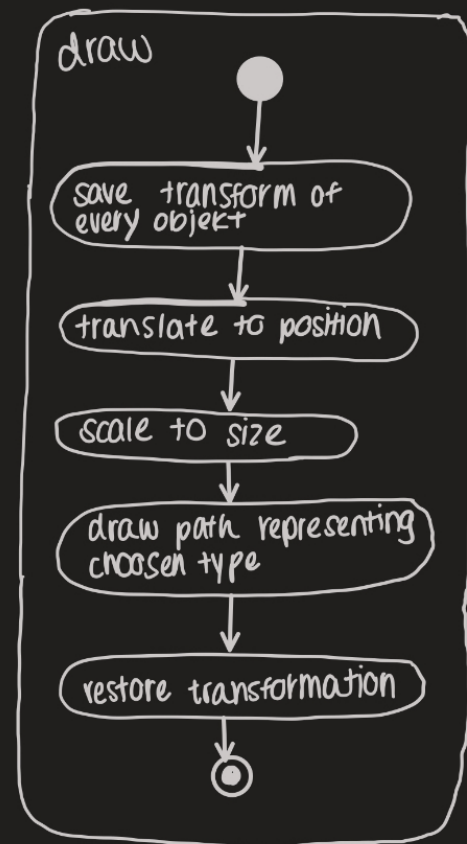 draw
save transform of
every objekt
translate to position
scale to size
draw path representing
choosen type
restore transformation